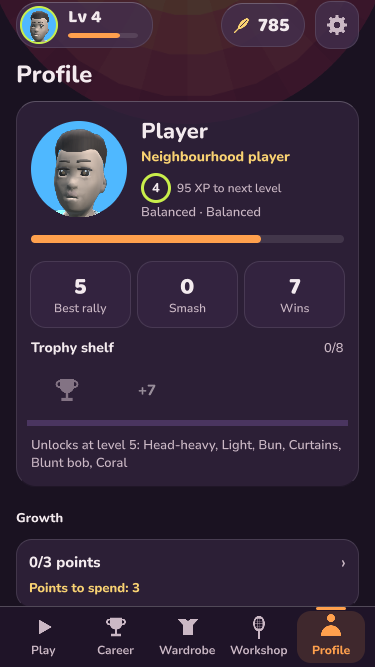 Lv 4
785
Profile
Player
Neighbourhood player
4
95 XP to next level
Balanced · Balanced
5
Best rally
0
Smash
7
Wins
Trophy shelf
0/8
+7
Unlocks at level 5: Head-heavy, Light, Bun, Curtains,
Blunt bob, Coral
Growth
0/3 points
›
Points to spend: 3
Play
Career
Wardrobe
Workshop
Profile